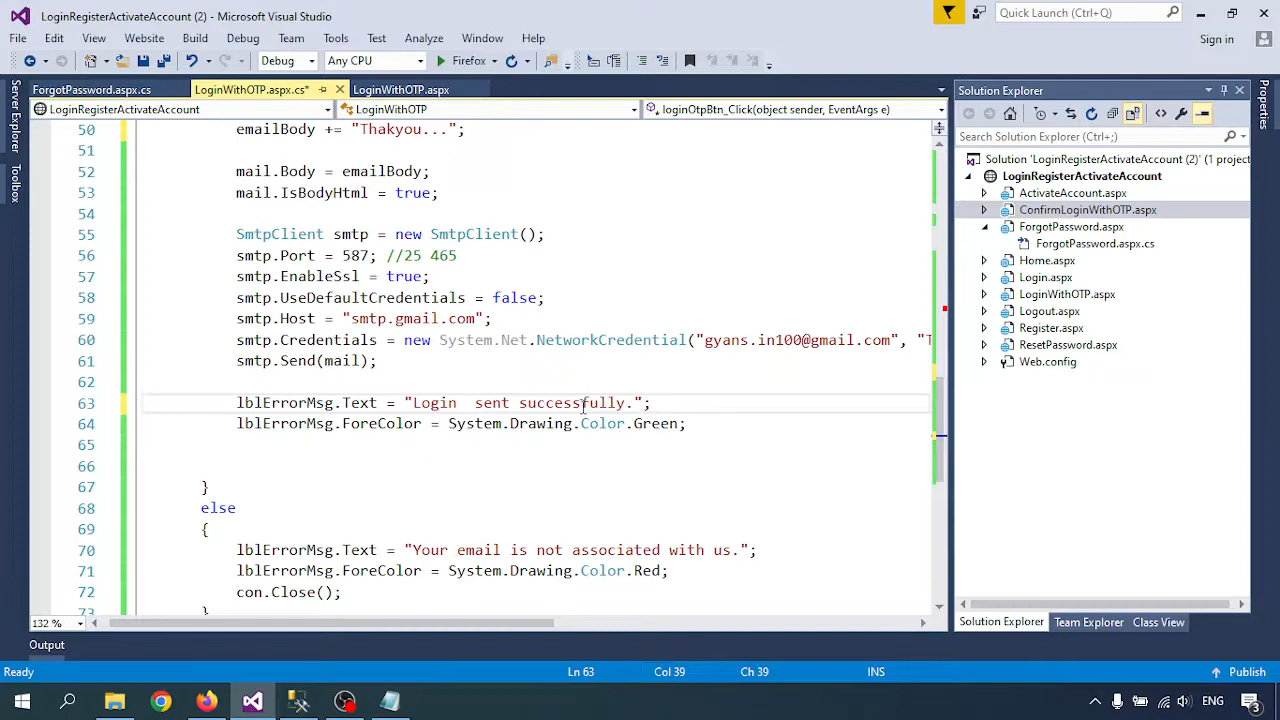 LoginRegisterActivateAccount (2) - Microsoft Visual Studio
Quick Launch (Ctrl+Q)
File Edit View Website Build Debug Team Tools Test Analyze Window Help
Sign in
Debug Any CPU Firefox
ForgotPassword.aspx.cs LoginWithOTP.aspx.cs* LoginWithOTP.aspx
LoginRegisterActivateAccount LoginWithOTP loginOtpBtn_Click(object sender, EventArgs e)
Server Explorer
Toolbox
50 emailBody += "Thakyou...";
51
52 mail.Body = emailBody;
53 mail.IsBodyHtml = true;
54
55 SmtpClient smtp = new SmtpClient();
56 smtp.Port = 587; //25 465
57 smtp.EnableSsl = true;
58 smtp.UseDefaultCredentials = false;
59 smtp.Host = "smtp.gmail.com";
60 smtp.Credentials = new System.Net.NetworkCredential("gyans.in100@gmail.com", "T
61 smtp.Send(mail);
62
63 lblErrorMsg.Text = "Login  sent successfully.";
64 lblErrorMsg.ForeColor = System.Drawing.Color.Green;
65
66
67 }
68 else
69 {
70 lblErrorMsg.Text = "Your email is not associated with us.";
71 lblErrorMsg.ForeColor = System.Drawing.Color.Red;
72 con.Close();
73 }
132 %
Solution Explorer
Search Solution Explorer (Ctrl+;)
Solution 'LoginRegisterActivateAccount (2)' (1 project
LoginRegisterActivateAccount
ActivateAccount.aspx
ConfirmLoginWithOTP.aspx
ForgotPassword.aspx
ForgotPassword.aspx.cs
Home.aspx
Login.aspx
LoginWithOTP.aspx
Logout.aspx
Register.aspx
ResetPassword.aspx
Web.config
Solution Explorer Team Explorer Class View
Properties
Output
Ready Ln 63 Col 39 Ch 39 INS Publish
ENG 3